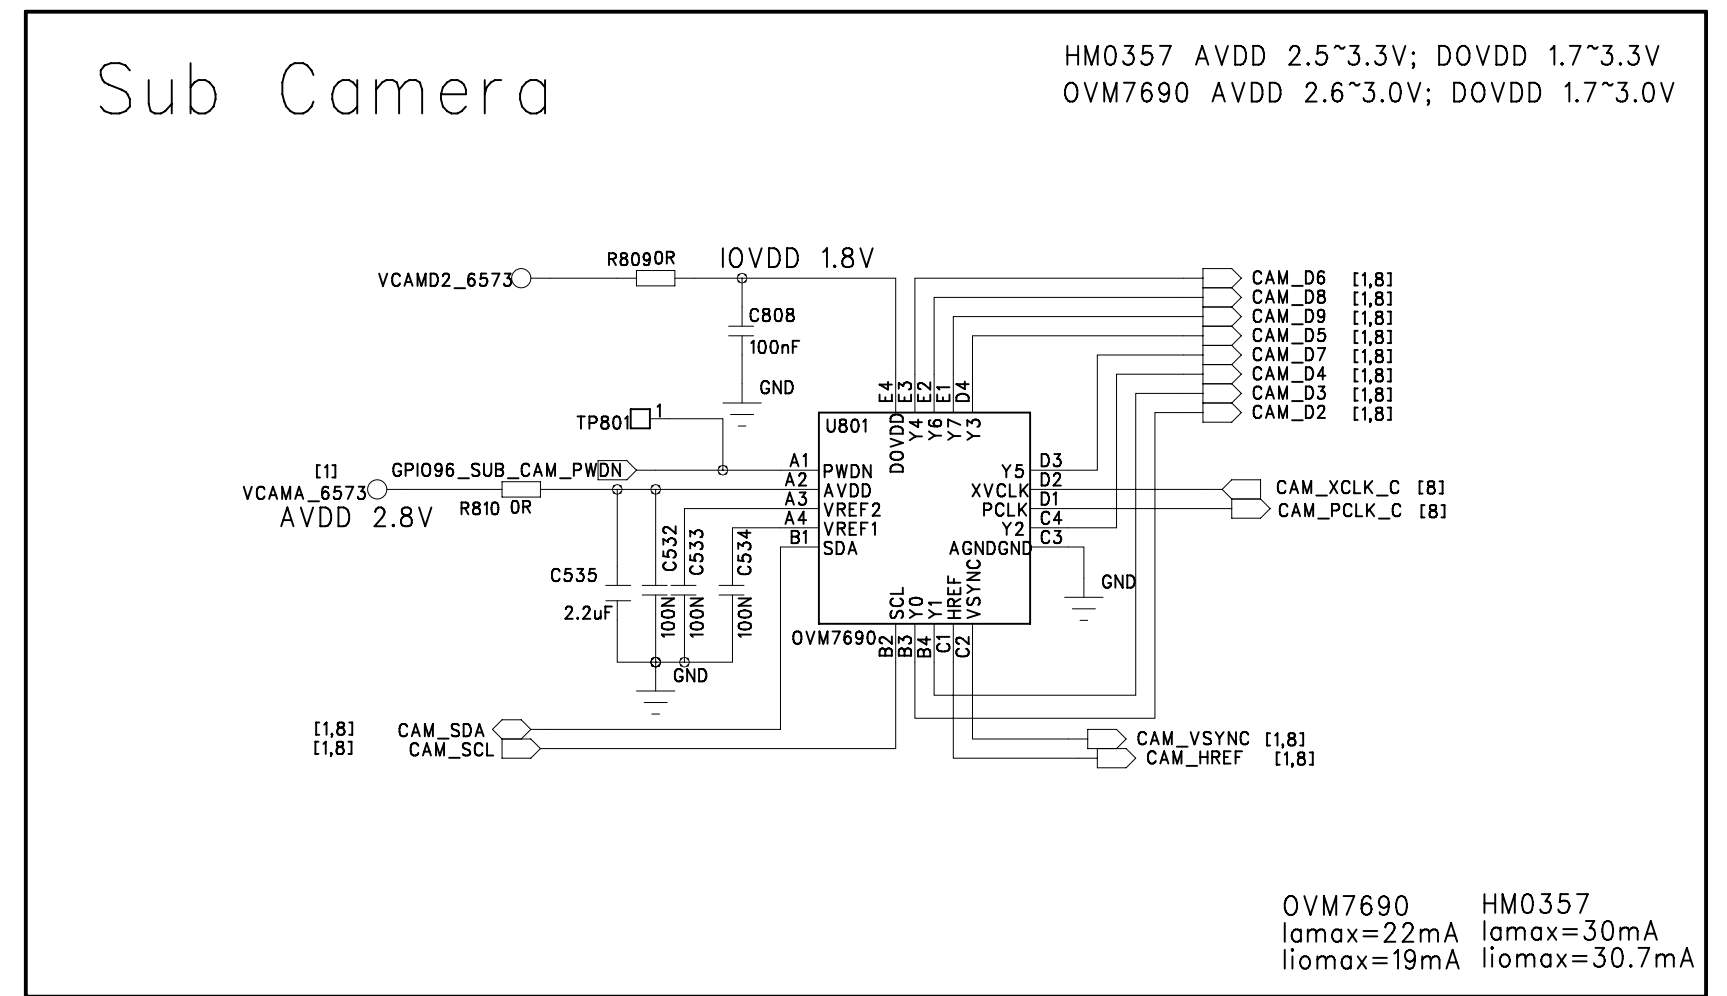 Sub Camera
HM0357 AVDD 2.5~3.3V; DOVDD 1.7~3.3V
OVM7690 AVDD 2.6~3.0V; DOVDD 1.7~3.0V
R809 0R
IOVDD 1.8V
VCAMD2_6573
C808
100nF
GND
TP801 1
[1] GPIO96_SUB_CAM_PWDN
VCAMA_6573
AVDD 2.8V
R810 0R
C535
2.2uF
C532
100N
C533
100N
C534
100N
GND
[1,8] CAM_SDA
[1,8] CAM_SCL
U801
OVM7690
E4
E3
E2
E1
D4
DOVDD
Y4
Y6
Y7
Y3
A1 PWDN
A2 AVDD
A3 VREF2
A4 VREF1
B1 SDA
Y5 D3
XVCLK D2
PCLK D1
Y2 C4
AGNDGND C3
SCL
Y0
Y1
HREF
VSYNC
B2
B3
B4
C1
C2
GND
CAM_D6 [1,8]
CAM_D8 [1,8]
CAM_D9 [1,8]
CAM_D5 [1,8]
CAM_D7 [1,8]
CAM_D4 [1,8]
CAM_D3 [1,8]
CAM_D2 [1,8]
CAM_XCLK_C [8]
CAM_PCLK_C [8]
CAM_VSYNC [1,8]
CAM_HREF [1,8]
OVM7690 HM0357
Iamax=22mA Iamax=30mA
Iiomax=19mA Iiomax=30.7mA